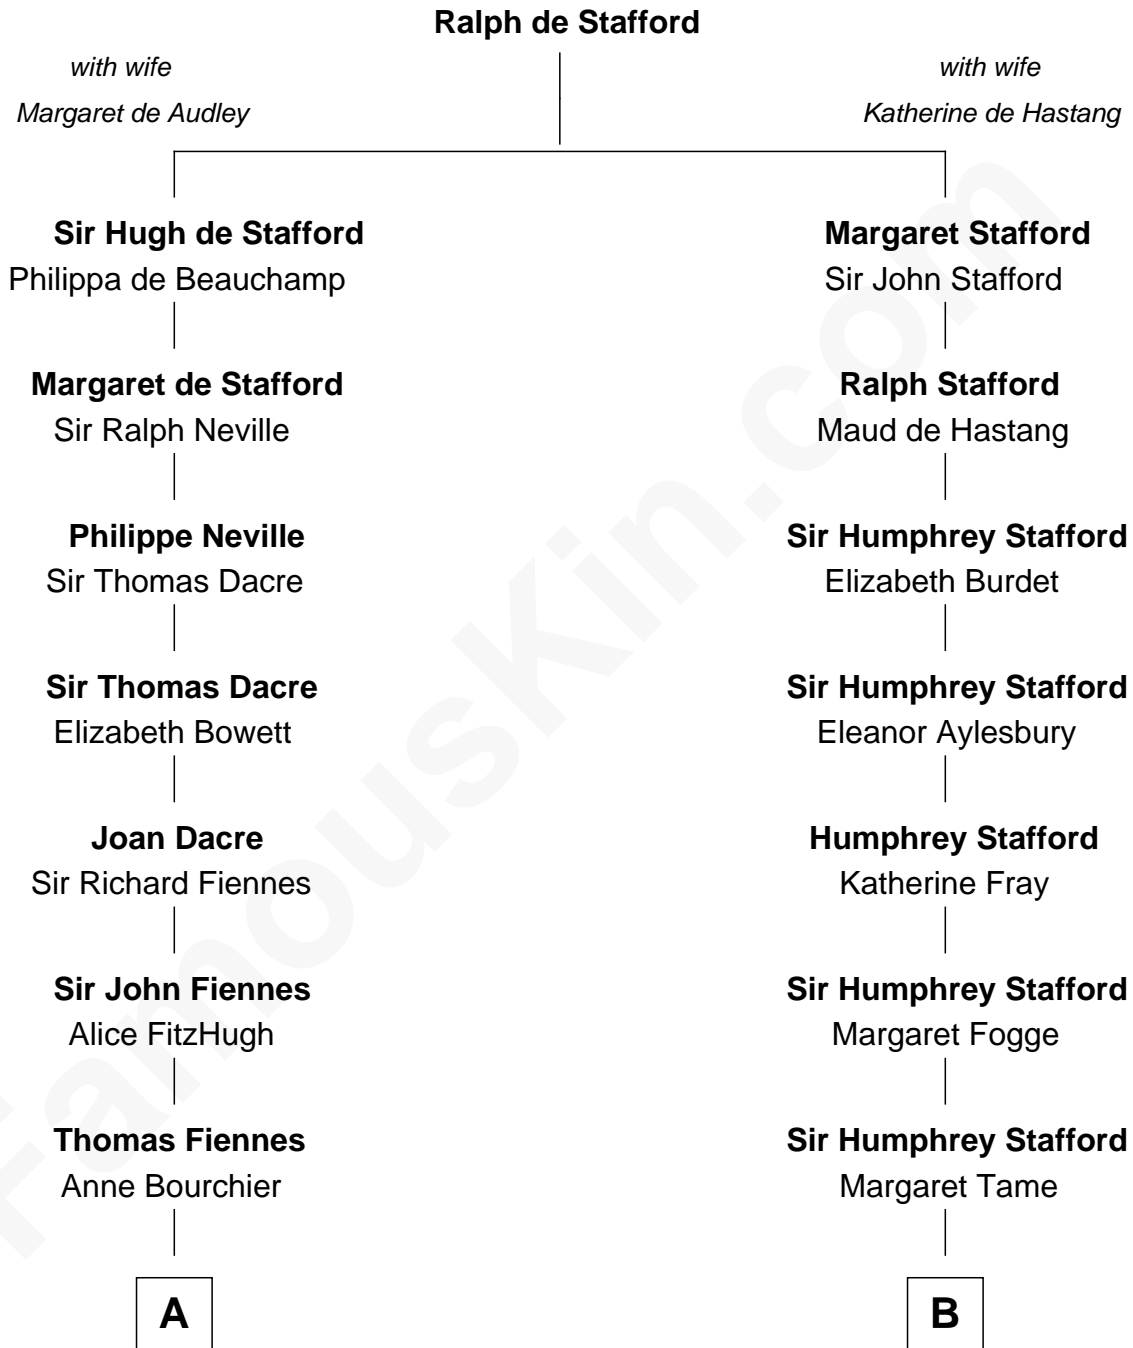 Ralph de Stafford
with wife
Margaret de Audley
with wife
Katherine de Hastang
Sir Hugh de Stafford
Philippa de Beauchamp
Margaret Stafford
Sir John Stafford
Margaret de Stafford
Sir Ralph Neville
Ralph Stafford
Maud de Hastang
Philippe Neville
Sir Thomas Dacre
Sir Humphrey Stafford
Elizabeth Burdet
Sir Thomas Dacre
Elizabeth Bowett
Sir Humphrey Stafford
Eleanor Aylesbury
Joan Dacre
Sir Richard Fiennes
Humphrey Stafford
Katherine Fray
Sir John Fiennes
Alice FitzHugh
Sir Humphrey Stafford
Margaret Fogge
Thomas Fiennes
Anne Bourchier
Sir Humphrey Stafford
Margaret Tame
A
B
FamousKin.com